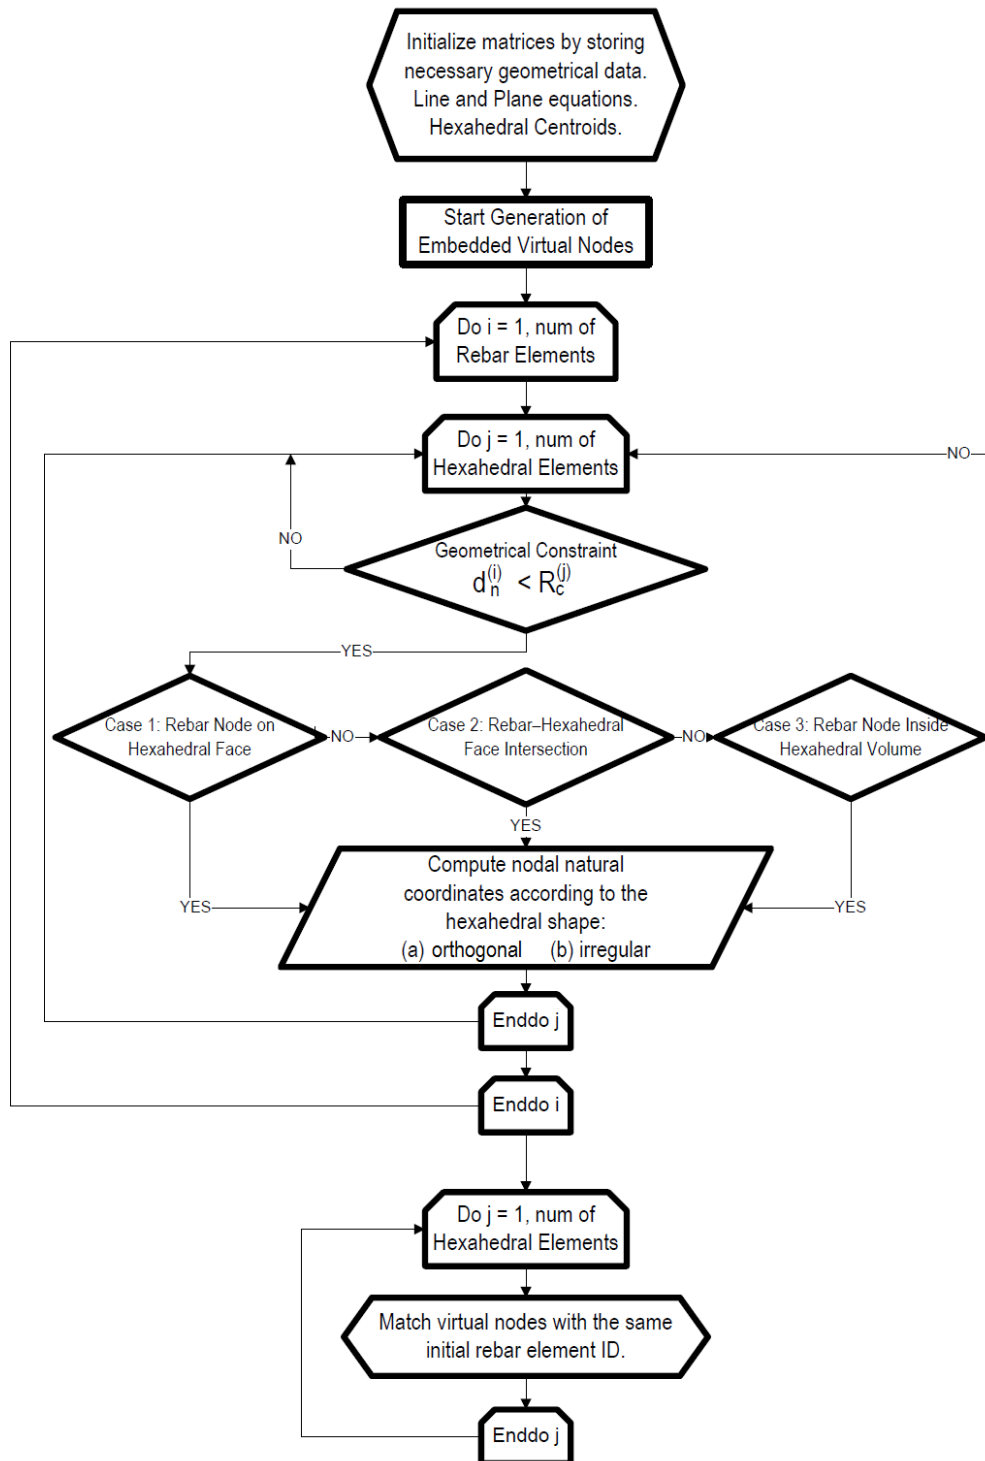 Initialize matrices by storing
necessary geometrical data.
Line and Plane equations.
Hexahedral Centroids.
Start Generation of
Embedded Virtual Nodes
Do i = 1, num of
Rebar Elements
Do j = 1, num of
Hexahedral Elements
NO
NO
Geometrical Constraint
d_n^(i) < R_c^(j)
YES
Case 1: Rebar Node on
Hexahedral Face
NO
Case 2: Rebar–Hexahedral
Face Intersection
NO
Case 3: Rebar Node Inside
Hexahedral Volume
YES
YES
YES
Compute nodal natural
coordinates according to the
hexahedral shape:
(a) orthogonal (b) irregular
Enddo j
Enddo i
Do j = 1, num of
Hexahedral Elements
Match virtual nodes with the same
initial rebar element ID.
Enddo j